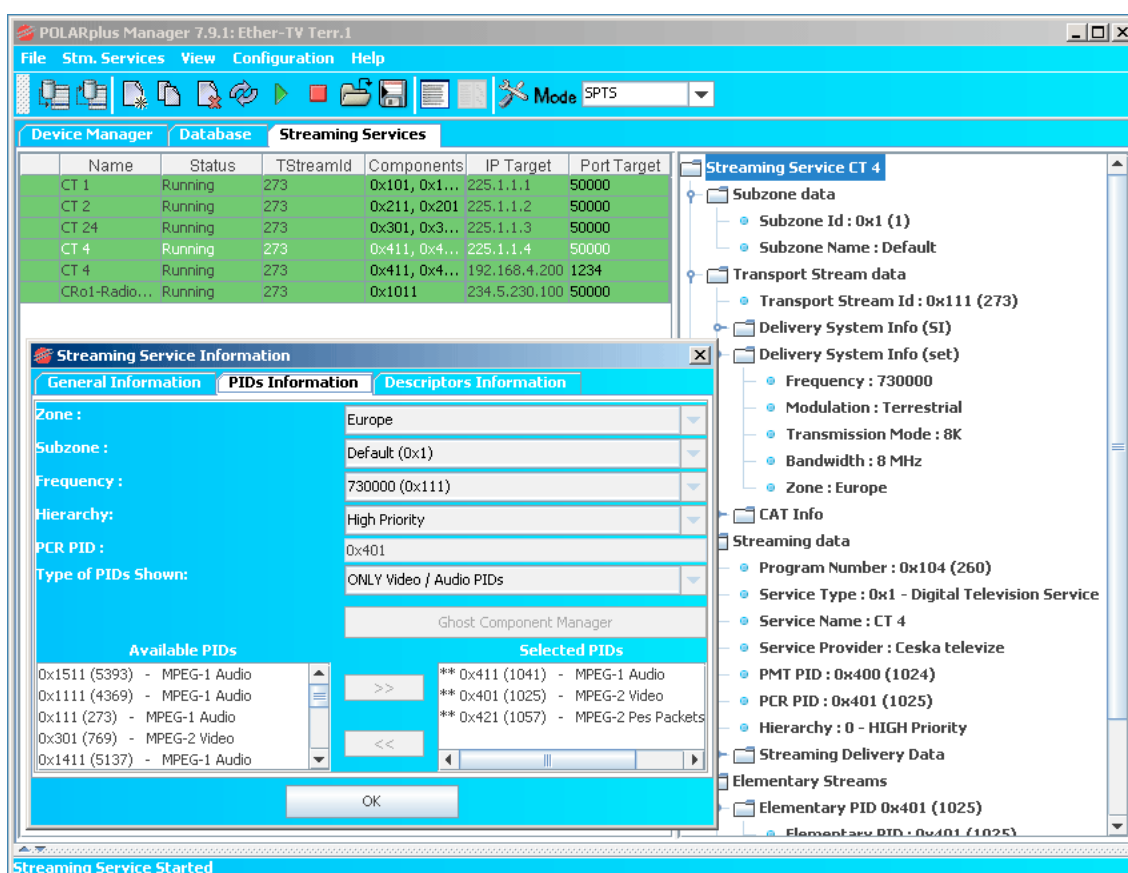 POLARplus Manager 7.9.1: Ether-TV Terr.1
File Stm. Services View Configuration Help
Mode SPTS
Device Manager Database Streaming Services
Name Status TStreamId Components IP Target Port Target
CT 1 Running 273 0x101, 0x1... 225.1.1.1 50000
CT 2 Running 273 0x211, 0x201 225.1.1.2 50000
CT 24 Running 273 0x301, 0x3... 225.1.1.3 50000
CT 4 Running 273 0x411, 0x4... 225.1.1.4 50000
CT 4 Running 273 0x411, 0x4... 192.168.4.200 1234
CRo1-Radio... Running 273 0x1011 234.5.230.100 50000
Streaming Service Information
General Information PIDs Information Descriptors Information
Zone : Europe
Subzone : Default (0x1)
Frequency : 730000 (0x111)
Hierarchy: High Priority
PCR PID : 0x401
Type of PIDs Shown: ONLY Video / Audio PIDs
Ghost Component Manager
Available PIDs
0x1511 (5393) - MPEG-1 Audio
0x1111 (4369) - MPEG-1 Audio
0x111 (273) - MPEG-1 Audio
0x301 (769) - MPEG-2 Video
0x1411 (5137) - MPEG-1 Audio
>>
<<
Selected PIDs
** 0x411 (1041) - MPEG-1 Audio
** 0x401 (1025) - MPEG-2 Video
** 0x421 (1057) - MPEG-2 Pes Packets
OK
Streaming Service CT 4
Subzone data
Subzone Id : 0x1 (1)
Subzone Name : Default
Transport Stream data
Transport Stream Id : 0x111 (273)
Delivery System Info (SI)
Delivery System Info (set)
Frequency : 730000
Modulation : Terrestrial
Transmission Mode : 8K
Bandwidth : 8 MHz
Zone : Europe
CAT Info
Streaming data
Program Number : 0x104 (260)
Service Type : 0x1 - Digital Television Service
Service Name : CT 4
Service Provider : Ceska televize
PMT PID : 0x400 (1024)
PCR PID : 0x401 (1025)
Hierarchy : 0 - HIGH Priority
Streaming Delivery Data
Elementary Streams
Elementary PID 0x401 (1025)
Elementary PID : 0x401 (1025)
Streaming Service Started